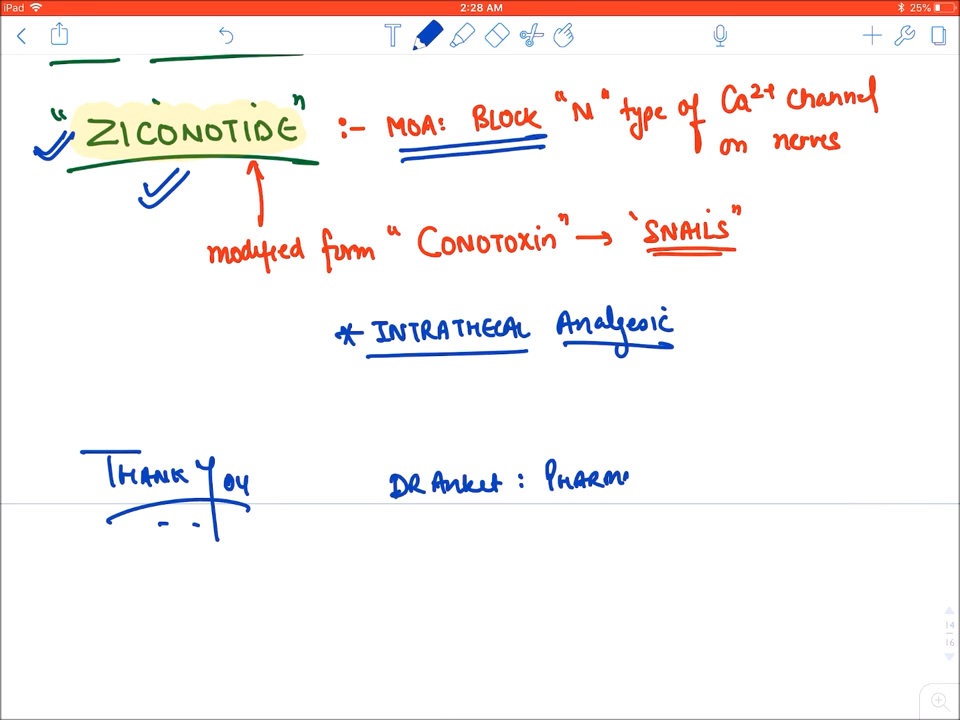 iPad 2:28 AM 25%
T
"ZICONOTIDE" :- MOA: BLOCK "N" type of Ca2+ channel
on nerves
modified form "CONOTOXIN" → 'SNAILS"
* INTRATHECAL Analgesic
THANK YOU
DR Anket : PHARM
14
16